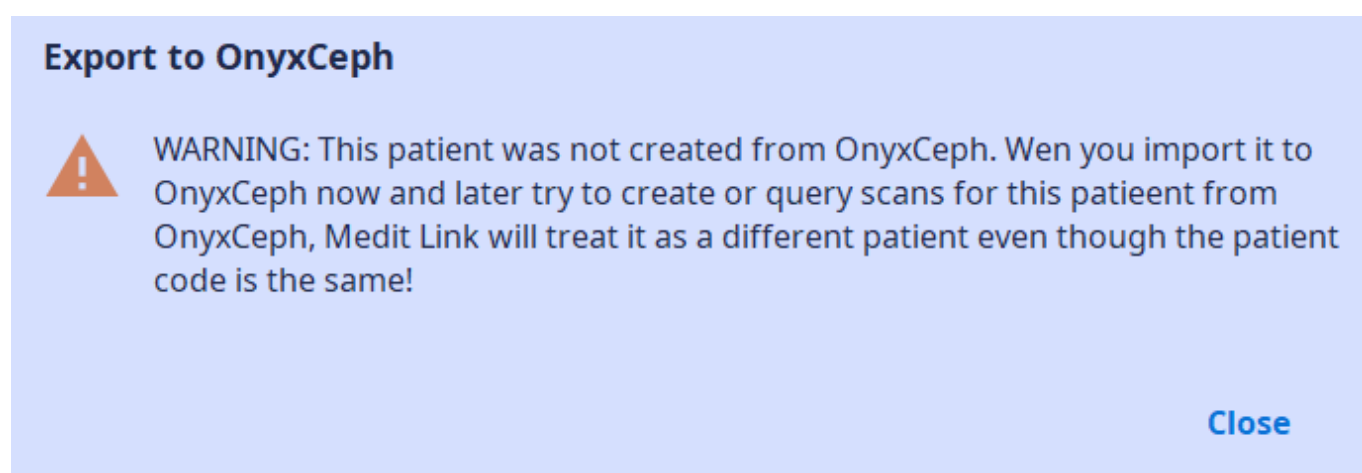 Export to OnyxCeph
WARNING: This patient was not created from OnyxCeph. Wen you import it to
OnyxCeph now and later try to create or query scans for this patieent from
OnyxCeph, Medit Link will treat it as a different patient even though the patient
code is the same!
Close